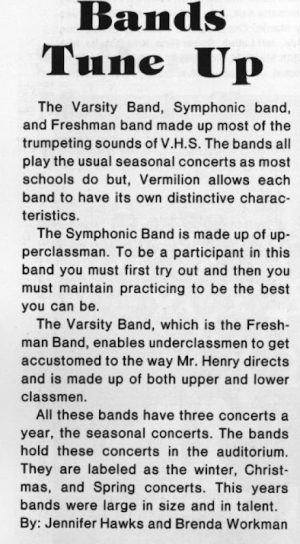 Bands
Tune Up
The Varsity Band, Symphonic band,
and Freshman band made up most of the
trumpeting sounds of V.H.S. The bands all
play the usual seasonal concerts as most
schools do but, Vermilion allows each
band to have its own distinctive charac-
teristics.
The Symphonic Band is made up of up-
perclassman. To be a participant in this
band you must first try out and then you
must maintain practicing to be the best
you can be.
The Varsity Band, which is the Fresh-
man Band, enables underclassmen to get
accustomed to the way Mr. Henry directs
and is made up of both upper and lower
classmen.
All these bands have three concerts a
year, the seasonal concerts. The bands
hold these concerts in the auditorium.
They are labeled as the winter, Christ-
mas, and Spring concerts. This years
bands were large in size and in talent.
By: Jennifer Hawks and Brenda Workman